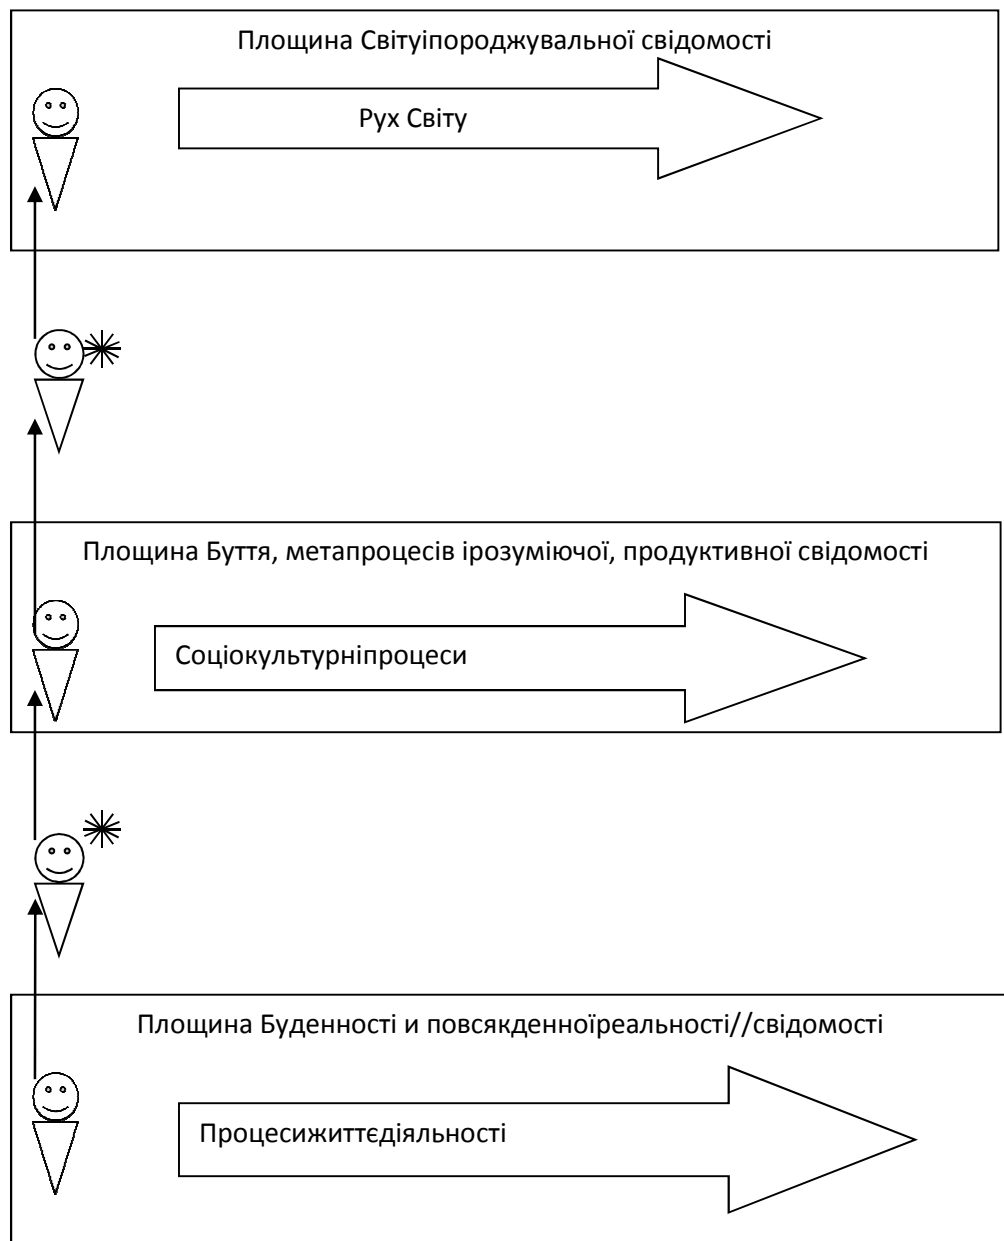 Площина Світуіпороджувальної свідомості
Рух Світу
Площина Буття, метапроцесів ірозуміючої, продуктивної свідомості
Соціокультурніпроцеси
Площина Буденності и повсякденноїреальності//свідомості
Процесижиттєдіяльності